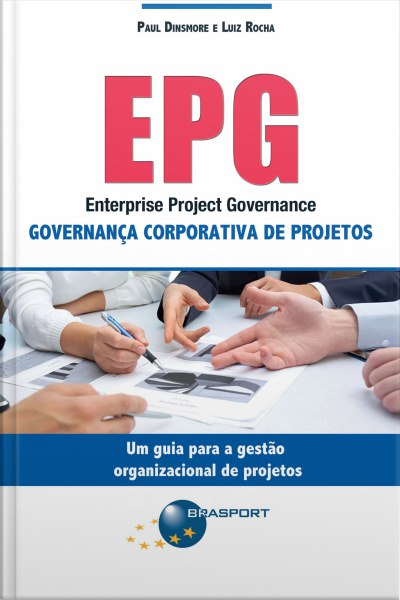 Paul Dinsmore e Luiz Rocha
EPG
Enterprise Project Governance
GOVERNANÇA CORPORATIVA DE PROJETOS
Um guia para a gestão
organizacional de projetos
BRASPORT